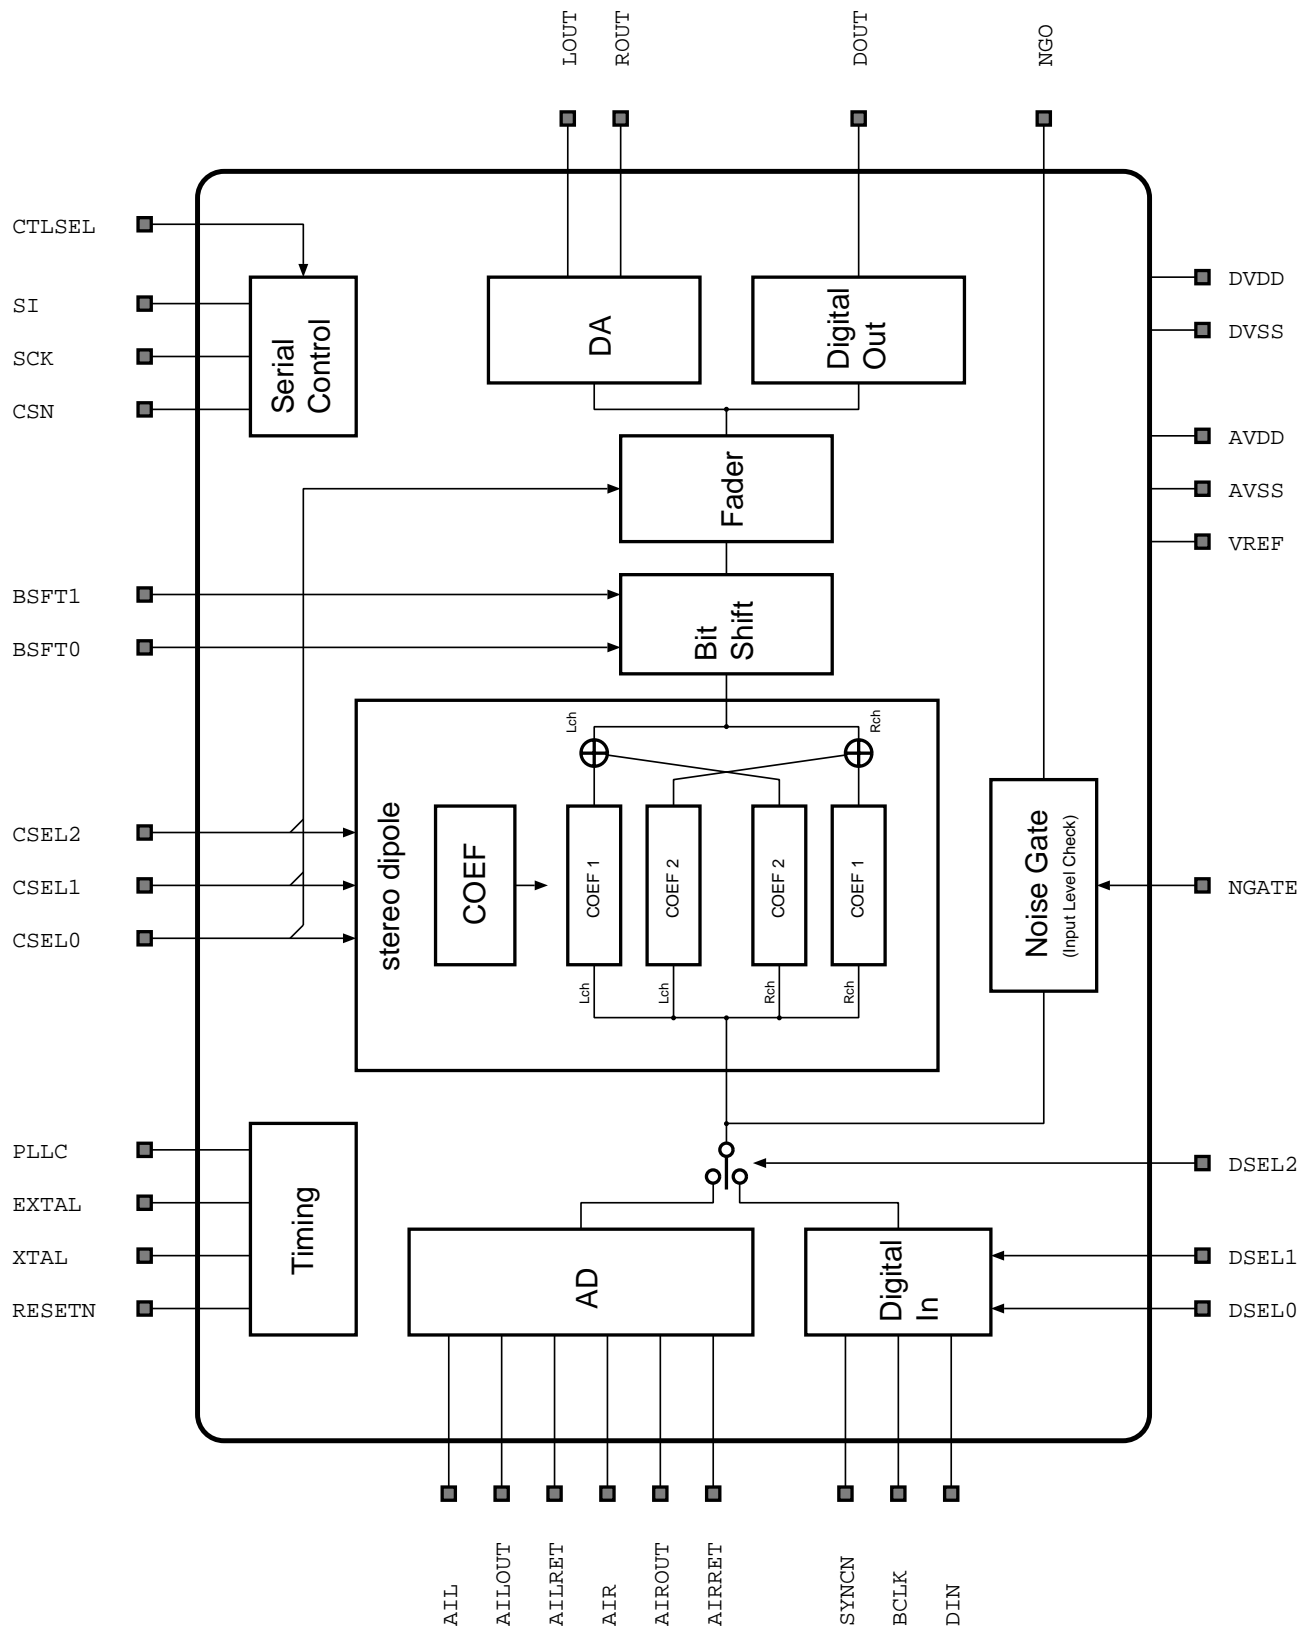 LOUT
ROUT
DOUT
NGO
CTLSEL
SI
SCK
CSN
Serial
Control
DA
Digital
Out
DVDD
DVSS
AVDD
AVSS
VREF
Fader
BSFT1
BSFT0
Bit
Shift
Lch
Rch
CSEL2
CSEL1
CSEL0
stereo dipole
COEF
COEF 1
COEF 2
COEF 2
COEF 1
Lch
Lch
Rch
Rch
Noise Gate
(Input Level Check)
NGATE
PLLC
EXTAL
XTAL
RESETN
Timing
AD
Digital
In
DSEL2
DSEL1
DSEL0
AIL
AILOUT
AILRET
AIR
AIROUT
AIRRET
SYNCN
BCLK
DIN